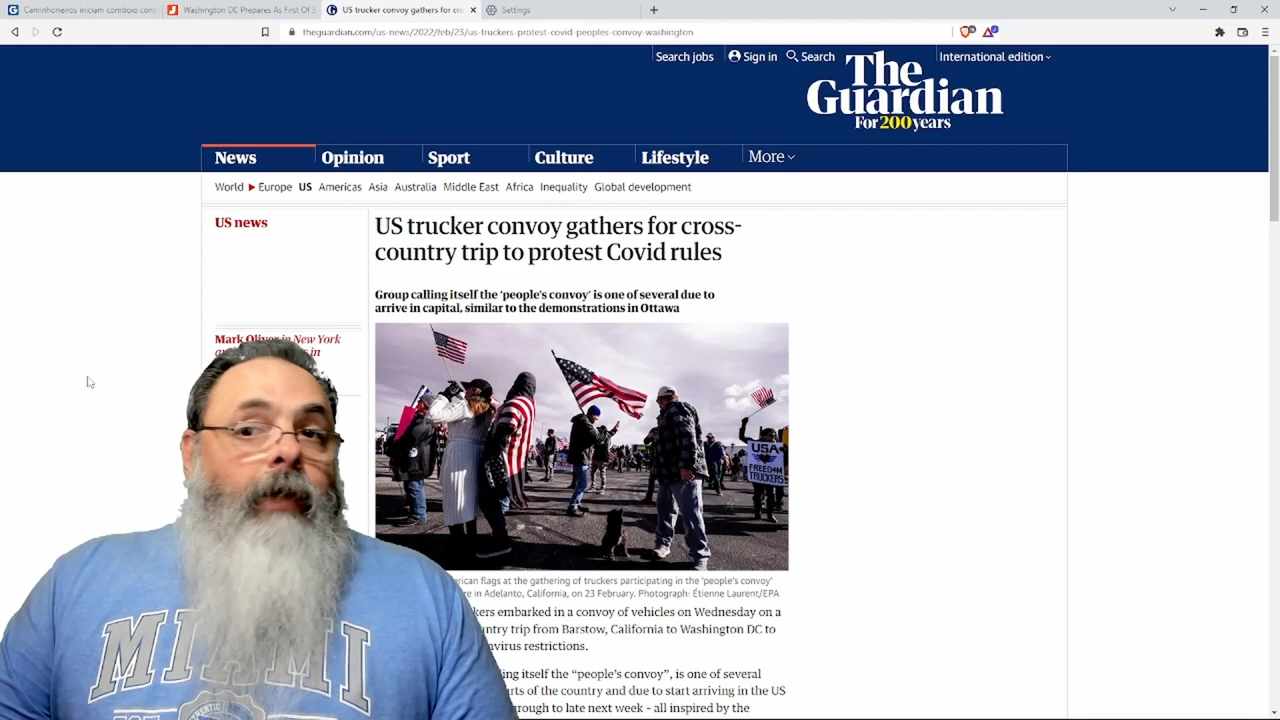 Caminhoneiros iniciam comboio cont
Washington DC Prepares As First Of
US trucker convoy gathers for cro
Settings
theguardian.com/us-news/2022/feb/23/us-truckers-protest-covid-peoples-convoy-washington
Search jobs
Sign in
Search
International edition
The
Guardian
For 200 years
News
Opinion
Sport
Culture
Lifestyle
More
World
Europe
US
Americas
Asia
Australia
Middle East
Africa
Inequality
Global development
US news
US trucker convoy gathers for cross-
country trip to protest Covid rules
Group calling itself the ‘people’s convoy’ is one of several due to
arrive in capital, similar to the demonstrations in Ottawa
Mark Oliver in New York
in
USA
FREEDOM
TRUCKERS
erican flags at the gathering of truckers participating in the ‘people’s convoy’
re in Adelanto, California, on 23 February. Photograph: Étienne Laurent/EPA
kers embarked in a convoy of vehicles on Wednesday on a
ntry trip from Barstow, California to Washington DC to
navirus restrictions.
ling itself the “people’s convoy”, is one of several
arts of the country and due to start arriving in the US
hrough to late next week – all inspired by the
MIAMI